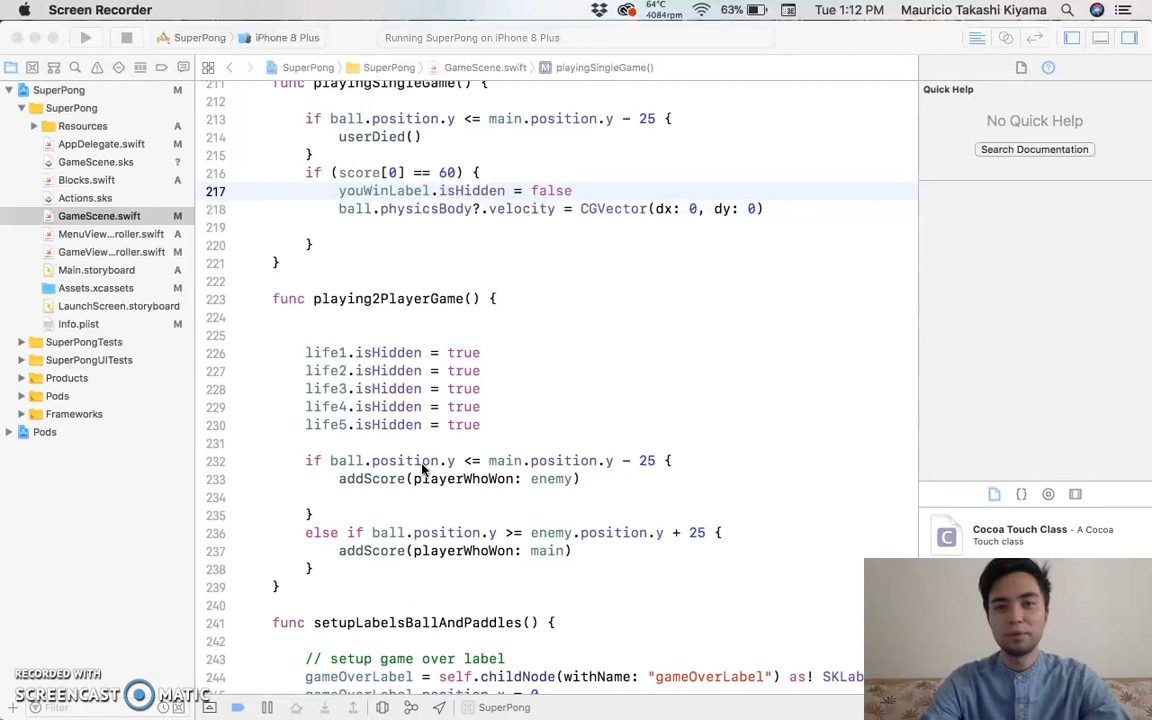 Screen Recorder
64°C
4084rpm
63%
Tue 1:12 PM
Mauricio Takashi Kiyama
SuperPong
iPhone 8 Plus
Running SuperPong on iPhone 8 Plus
SuperPong
SuperPong
GameScene.swift
M
playingSingleGame()
SuperPong M
SuperPong
Resources A
AppDelegate.swift M
GameScene.sks ?
Blocks.swift A
Actions.sks A
GameScene.swift M
MenuView...roller.swift A
GameView...roller.swift M
Main.storyboard A
Assets.xcassets M
LaunchScreen.storyboard
Info.plist M
SuperPongTests
SuperPongUITests
Products
Pods
Frameworks
Pods
211 func playingSingleGame() {
212
213 if ball.position.y <= main.position.y - 25 {
214 userDied()
215 }
216 if (score[0] == 60) {
217 youWinLabel.isHidden = false
218 ball.physicsBody?.velocity = CGVector(dx: 0, dy: 0)
219
220 }
221 }
222
223 func playing2PlayerGame() {
224
225
226 life1.isHidden = true
227 life2.isHidden = true
228 life3.isHidden = true
229 life4.isHidden = true
230 life5.isHidden = true
231
232 if ball.position.y <= main.position.y - 25 {
233 addScore(playerWhoWon: enemy)
234
235 }
236 else if ball.position.y >= enemy.position.y + 25 {
237 addScore(playerWhoWon: main)
238 }
239 }
240
241 func setupLabelsBallAndPaddles() {
242
243 // setup game over label
244 gameOverLabel = self.childNode(withName: "gameOverLabel") as! SKLab
gameOverLabel.position.x = 0
Quick Help
No Quick Help
Search Documentation
{}
C
Cocoa Touch Class - A Cocoa
Touch class
RECORDED WITH
SCREENCAST MATIC
Filter
SuperPong